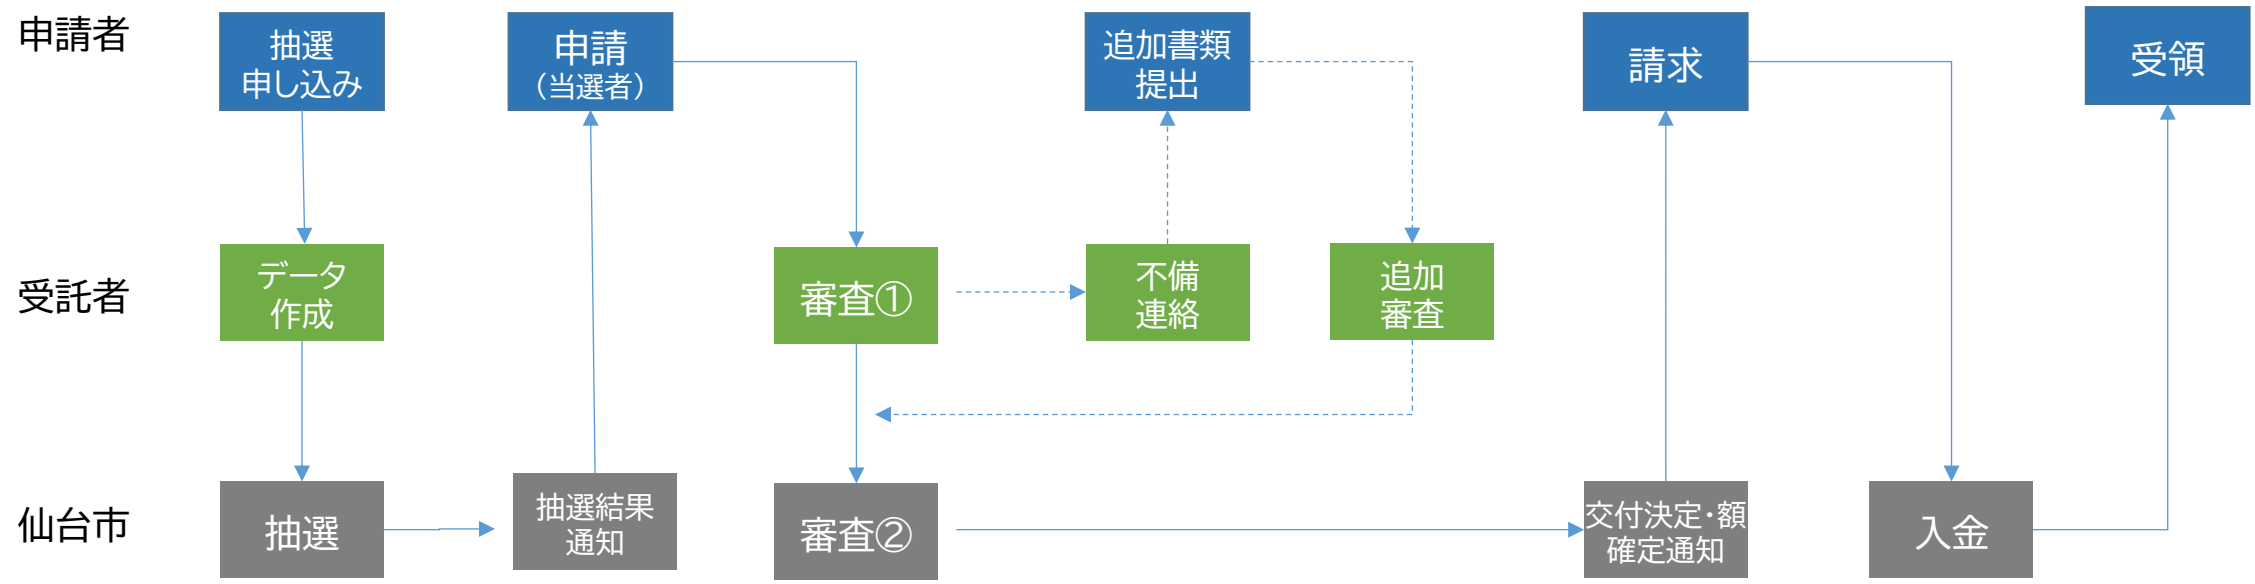 申請者
抽選
申し込み
申請
（当選者）
追加書類
提出
請求
受領
受託者
データ
作成
審査①
不備
連絡
追加
審査
仙台市
抽選
抽選結果
通知
審査②
交付決定・額
確定通知
入金